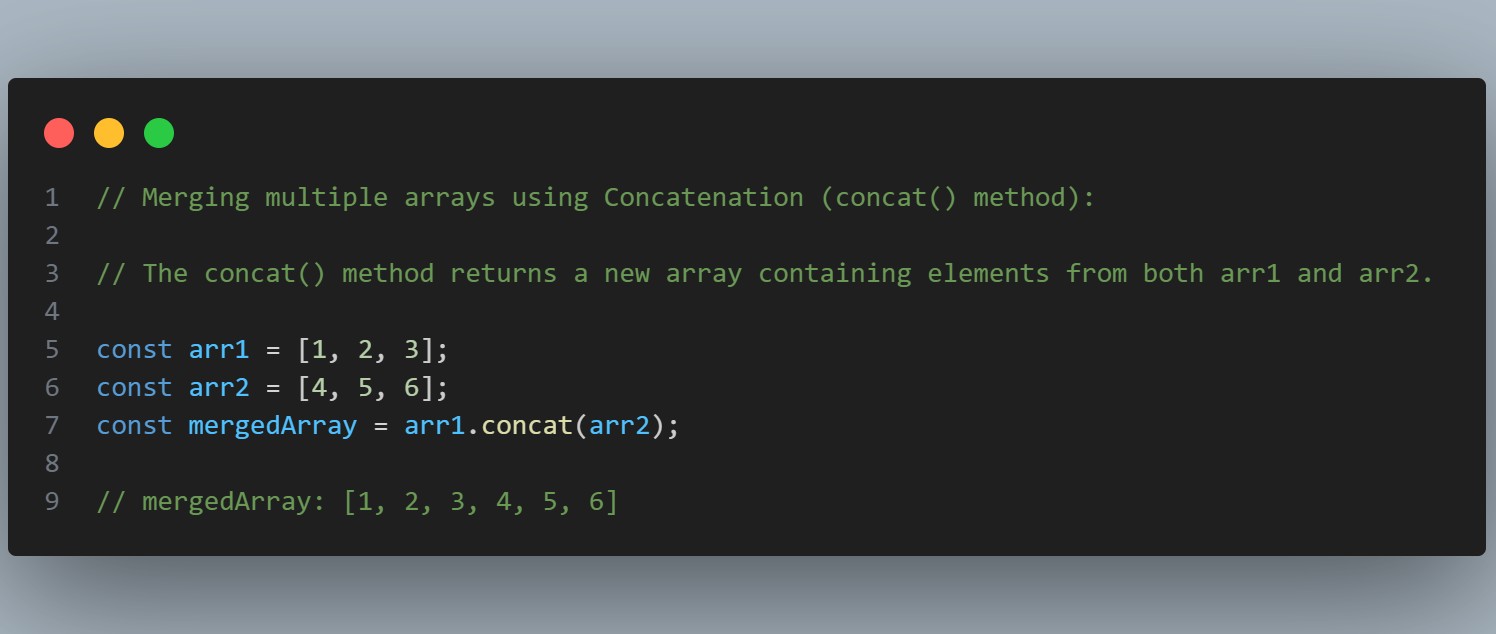 1 // Merging multiple arrays using Concatenation (concat() method):
2
3 // The concat() method returns a new array containing elements from both arr1 and arr2.
4
5 const arr1 = [1, 2, 3];
6 const arr2 = [4, 5, 6];
7 const mergedArray = arr1.concat(arr2);
8
9 // mergedArray: [1, 2, 3, 4, 5, 6]